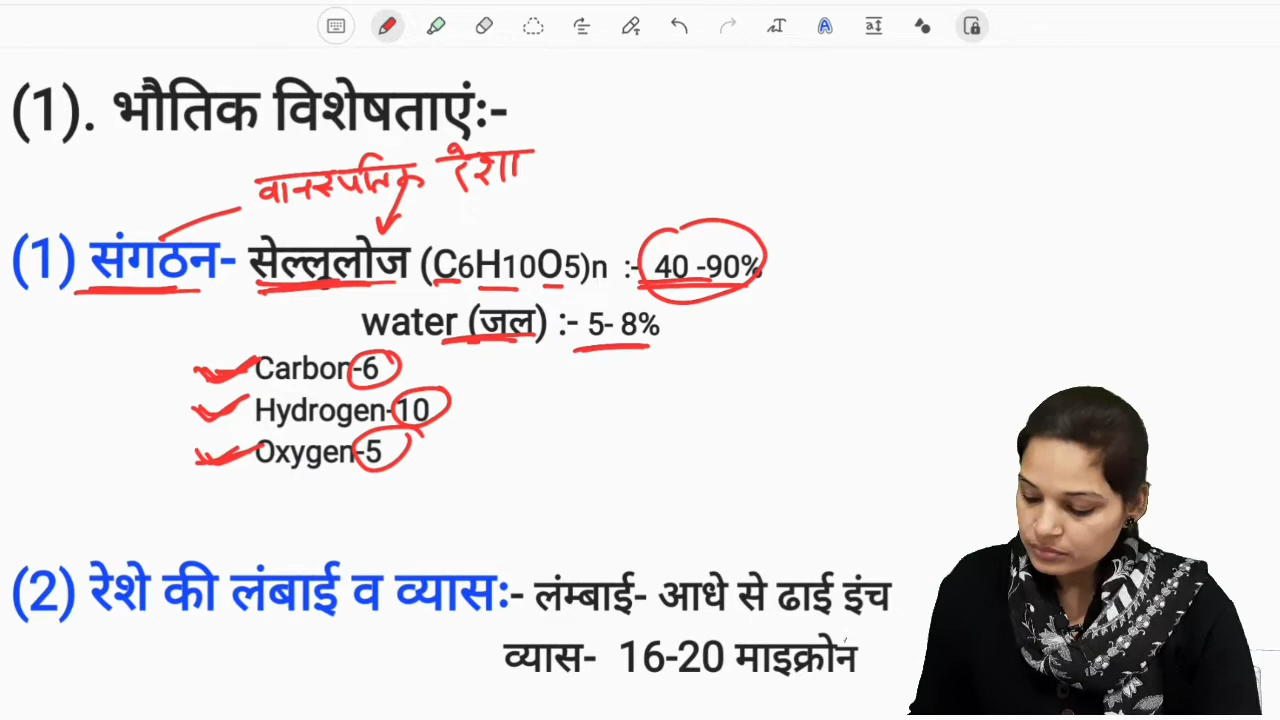 (1). भौतिक विशेषताएंः-
वानस्पतिक रेशा
(1) संगठन- सेल्लूलोज (C6H10O5)n :- 40 -90%
water (जल) :- 5- 8%
Carbon-6
Hydrogen-10
Oxygen-5
(2) रेशे की लंबाई व व्यासः- लंम्बाई- आधे से ढाई इंच
व्यास- 16-20 माइक्रोन